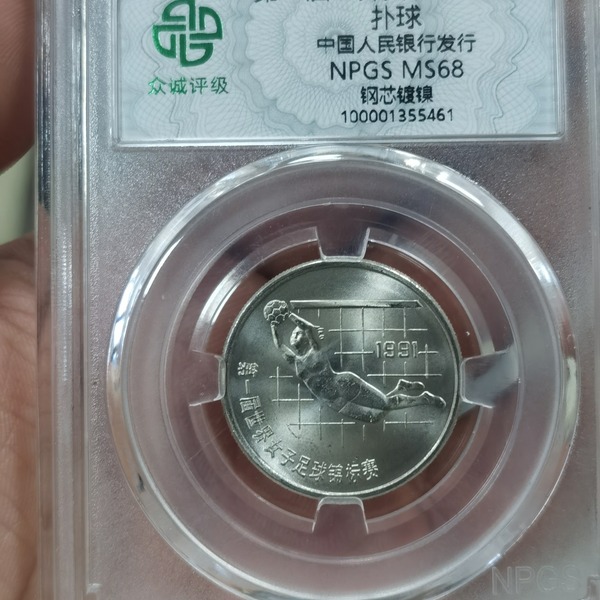 扑球
中国人民银行发行
NPGS MS68
钢芯镀镍
100001355461
众诚评级
1991
第一届世界女子足球锦标赛
NPGS